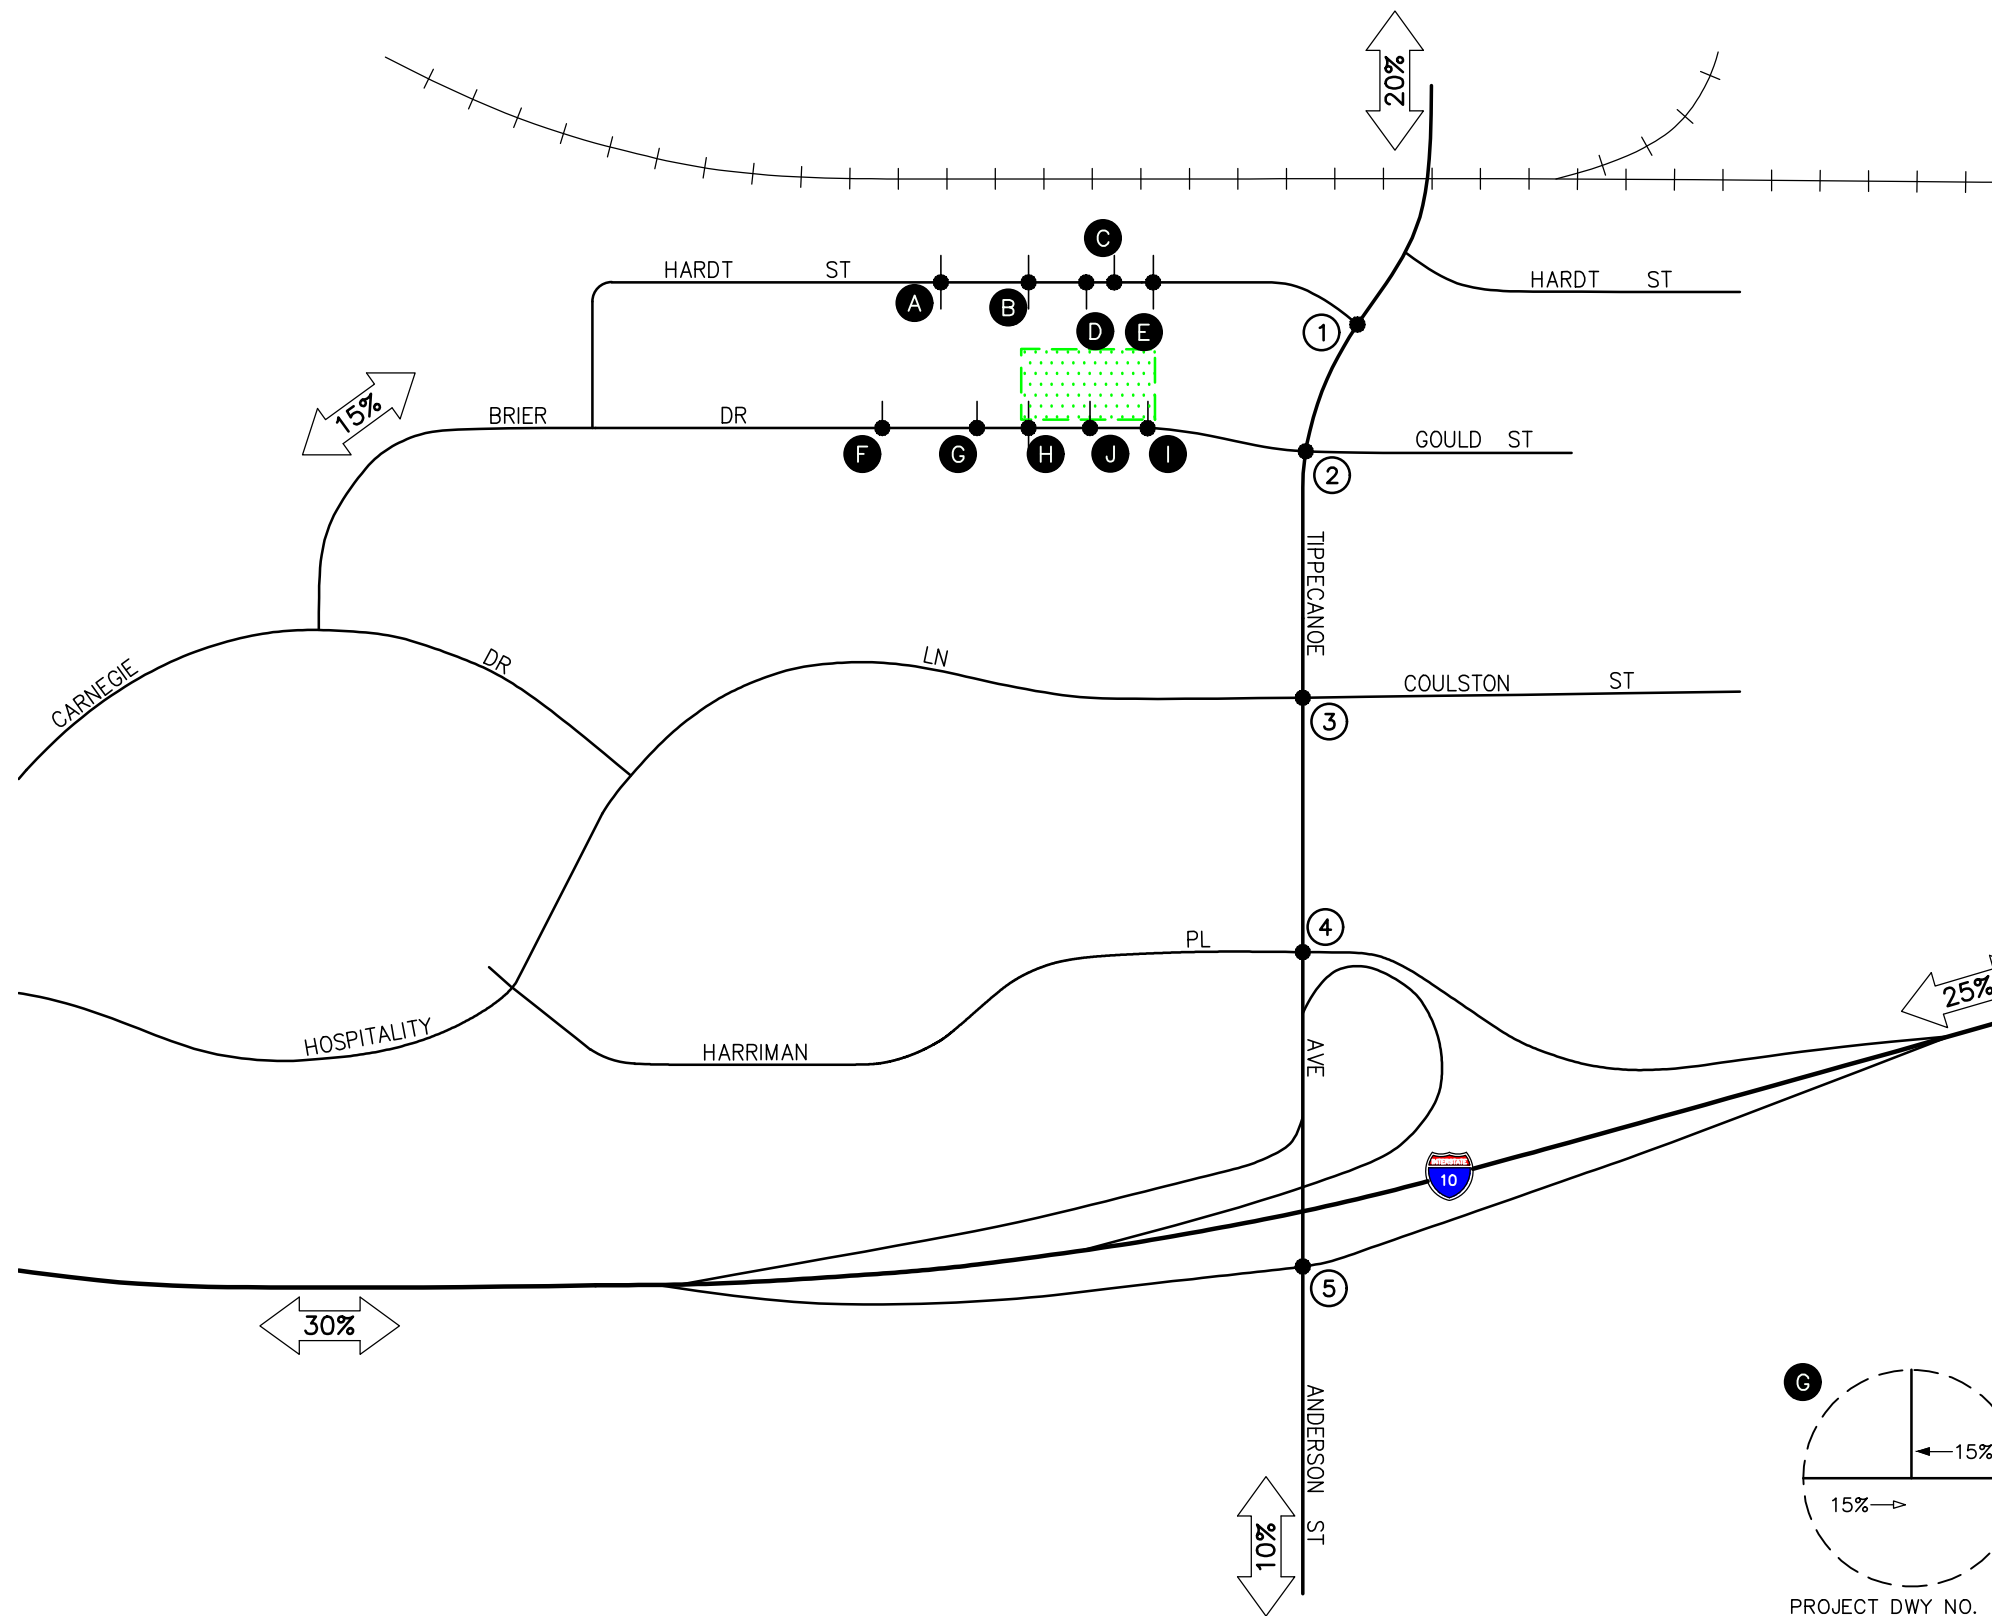 20%
C
HARDT ST
HARDT ST
A
B
D
E
1
15%
BRIER DR
GOULD ST
F
G
H
J
I
2
TIPPECANOE
CARNEGIE DR
LN
COULSTON ST
3
4
PL
25%
HOSPITALITY
HARRIMAN
AVE
INTERSTATE
10
5
30%
G
ANDERSON ST
15%
15%
10%
PROJECT DWY NO.